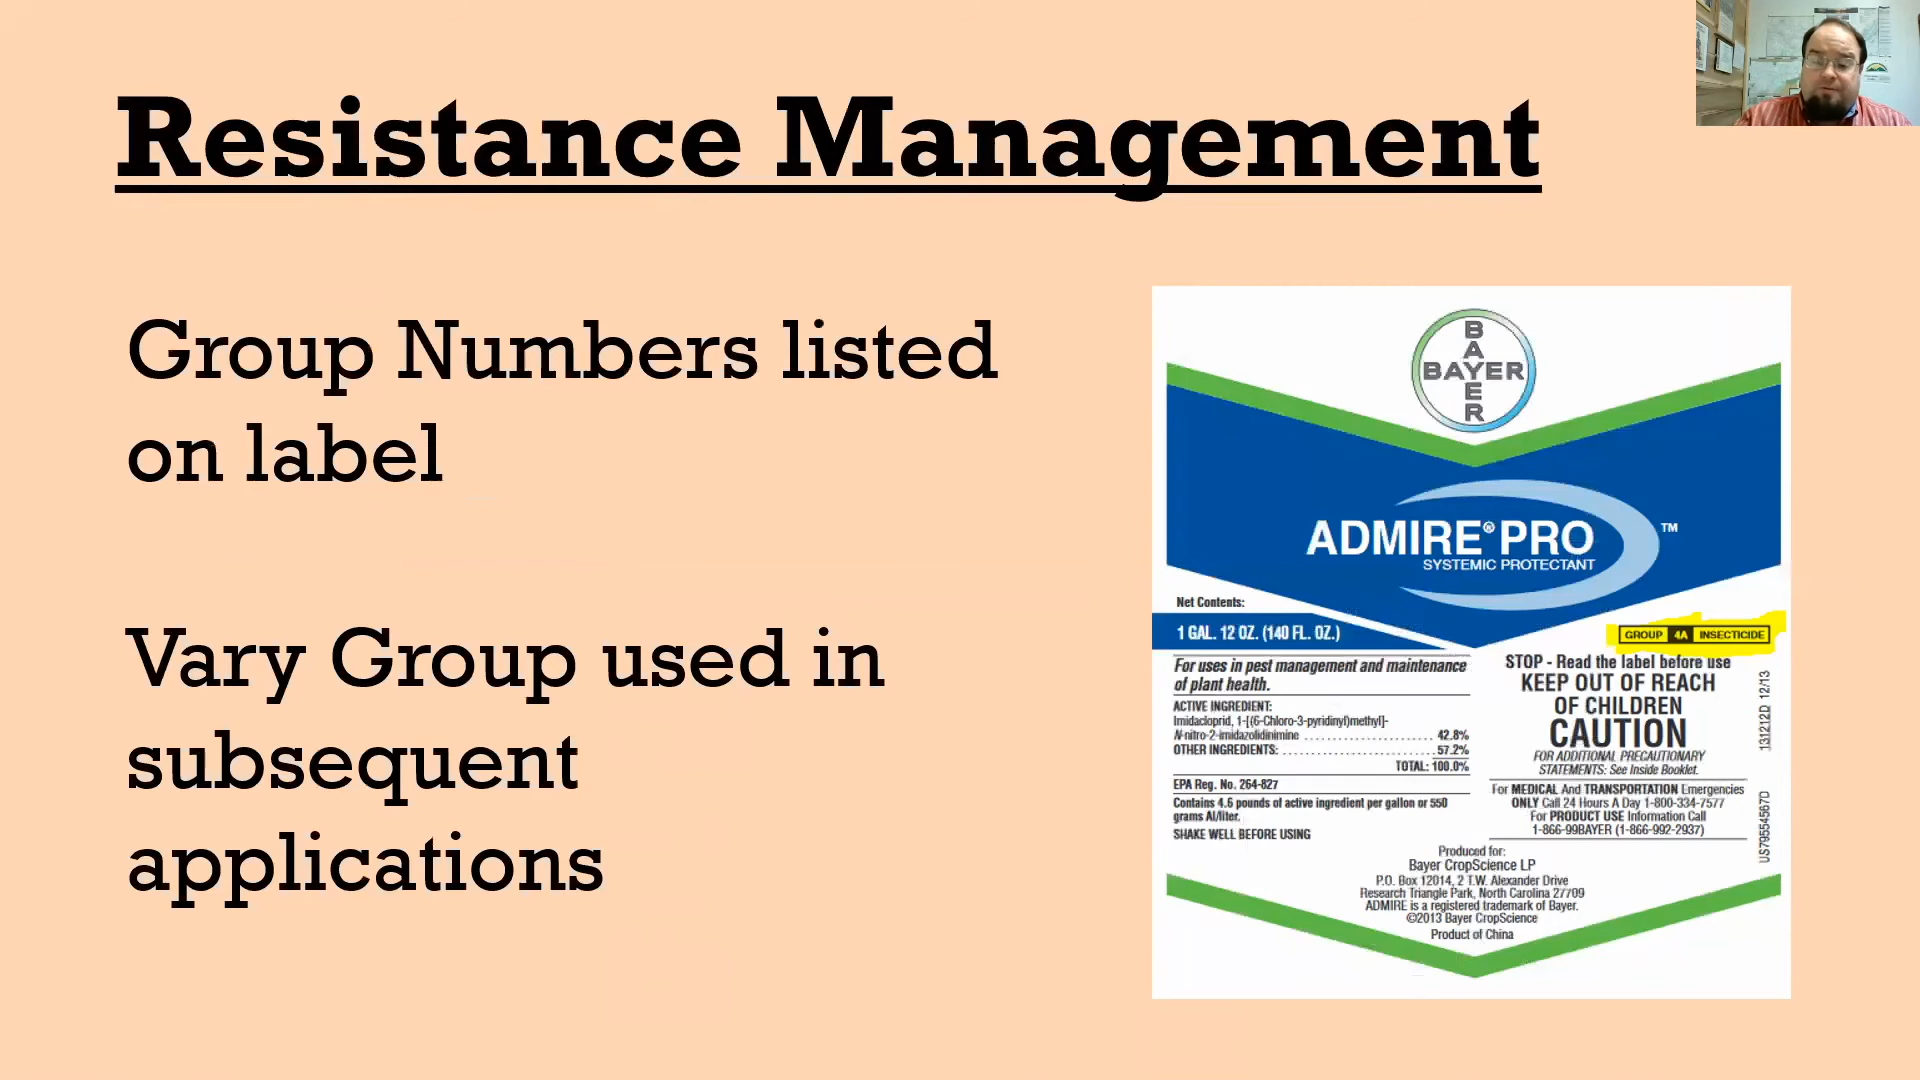 Resistance Management
Group Numbers listed
on label
Vary Group used in
subsequent
applications
BAYER
BAYER
ADMIRE® PRO ™
SYSTEMIC PROTECTANT
Net Contents:
1 GAL. 12 OZ. (140 FL. OZ.)
GROUP 4A INSECTICIDE
For uses in pest management and maintenance
of plant health.
ACTIVE INGREDIENT:
Imidacloprid, 1-[(6-Chloro-3-pyridinyl)methyl]-
N-nitro-2-imidazolidinimine ...................... 42.8%
OTHER INGREDIENTS: ......................... 57.2%
TOTAL: 100.0%
EPA Reg. No. 264-827
Contains 4.6 pounds of active ingredient per gallon or 550
grams AI/liter.
SHAKE WELL BEFORE USING
STOP - Read the label before use
KEEP OUT OF REACH
OF CHILDREN
CAUTION
FOR ADDITIONAL PRECAUTIONARY
STATEMENTS: See Inside Booklet.
For MEDICAL And TRANSPORTATION Emergencies
ONLY Call 24 Hours A Day 1-800-334-7577
For PRODUCT USE Information Call
1-866-99BAYER (1-866-992-2937)
131212D 12/13
US79554567D
Produced for:
Bayer CropScience LP
P.O. Box 12014, 2 T.W. Alexander Drive
Research Triangle Park, North Carolina 27709
ADMIRE is a registered trademark of Bayer.
©2013 Bayer CropScience
Product of China